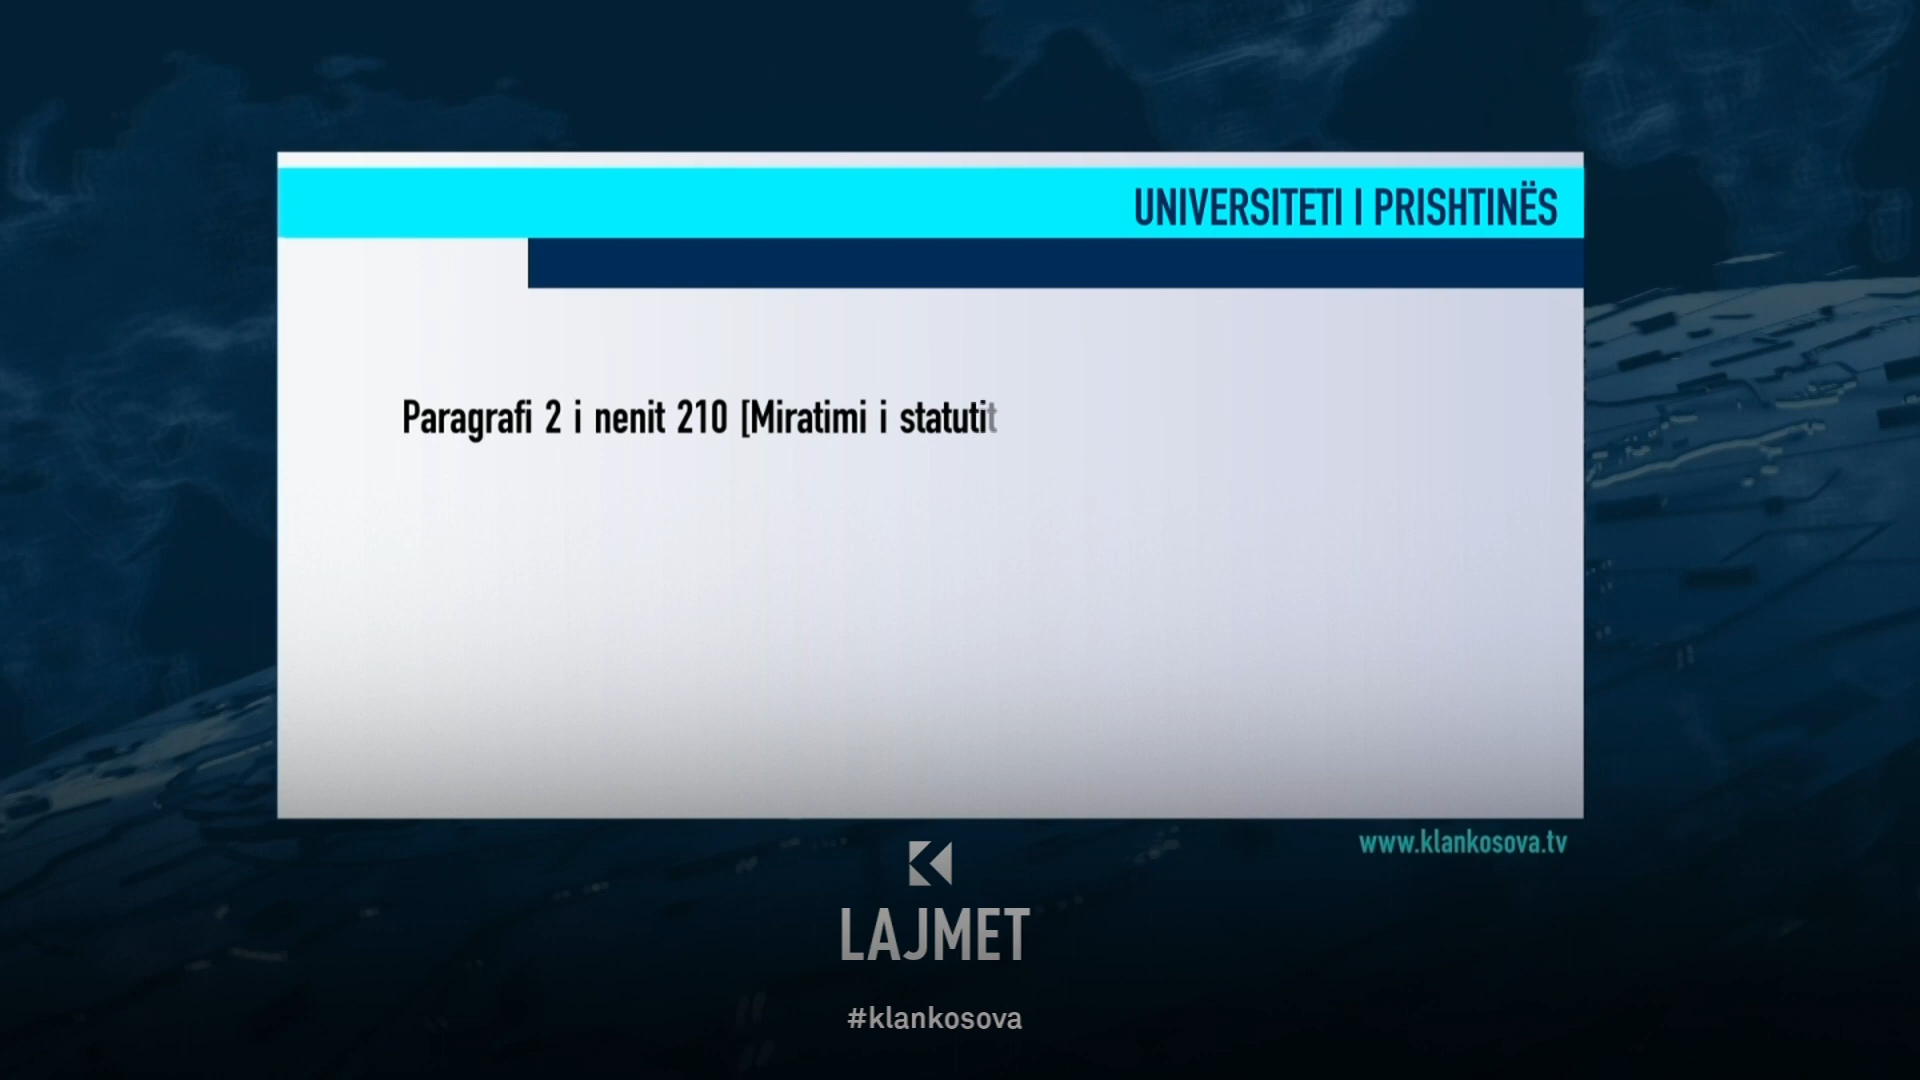 UNIVERSITETI I PRISHTINËS
Paragrafi 2 i nenit 210 [Miratimi i statutit
www.klankosova.tv
LAJMET
#klankosova